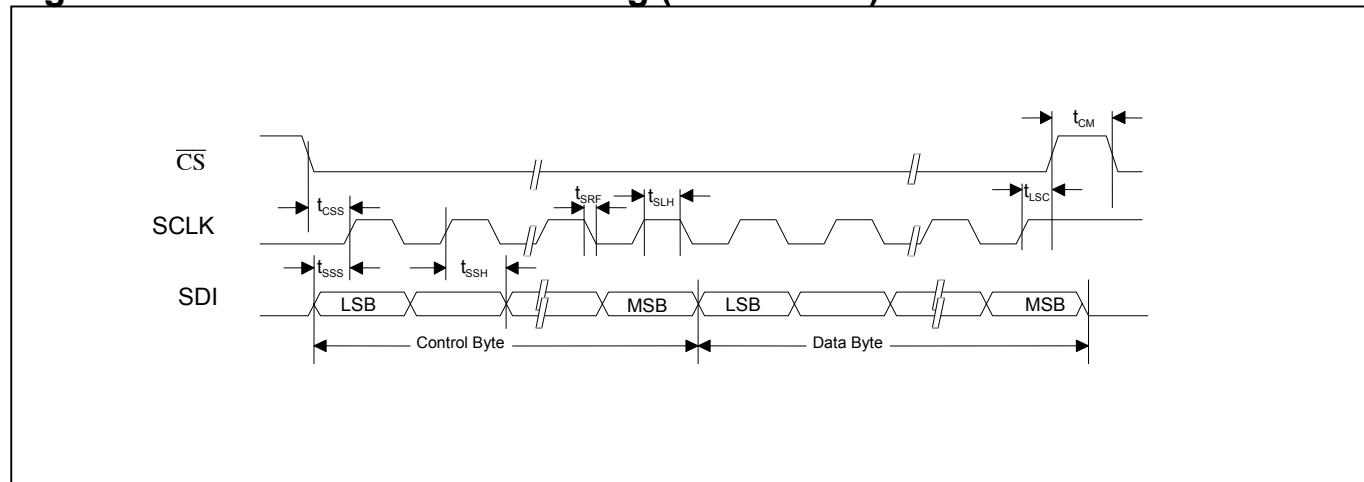 t_CM
CS
t_SRF t_SLH t_LSC
t_CSS
SCLK
t_SSS t_SSH
SDI LSB MSB LSB MSB
Control Byte Data Byte